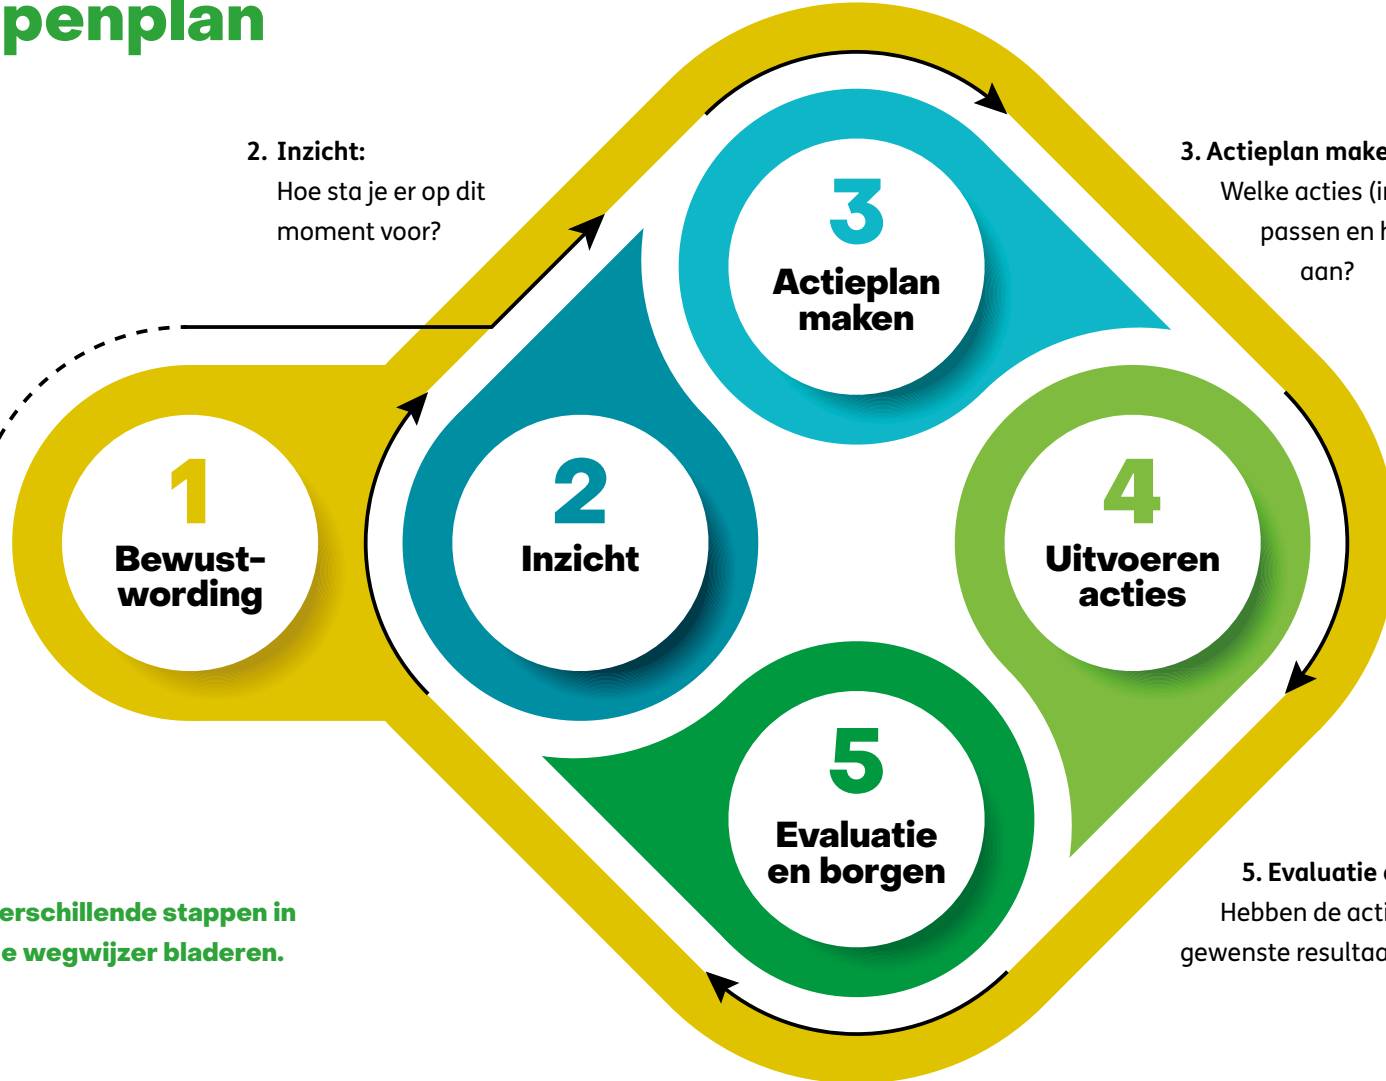 penplan
2. Inzicht:
Hoe sta je er op dit
moment voor?
3. Actieplan make
Welke acties (i
passen en h
aan?
3
Actieplan
maken
1
Bewust-
wording
2
Inzicht
4
Uitvoeren
acties
5
Evaluatie
en borgen
erschillende stappen in
e wegwijzer bladeren.
5. Evaluatie
Hebben de acti
gewenste resultaa